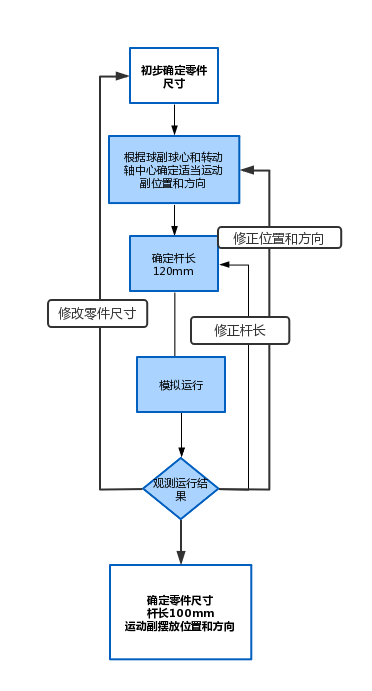 初步确定零件
尺寸
根据球副球心和转动
轴中心确定适当运动
副位置和方向
修正位置和方向
确定杆长
120mm
修改零件尺寸
修正杆长
模拟运行
观测运行结
果
确定零件尺寸
杆长100mm
运动副摆放位置和方向